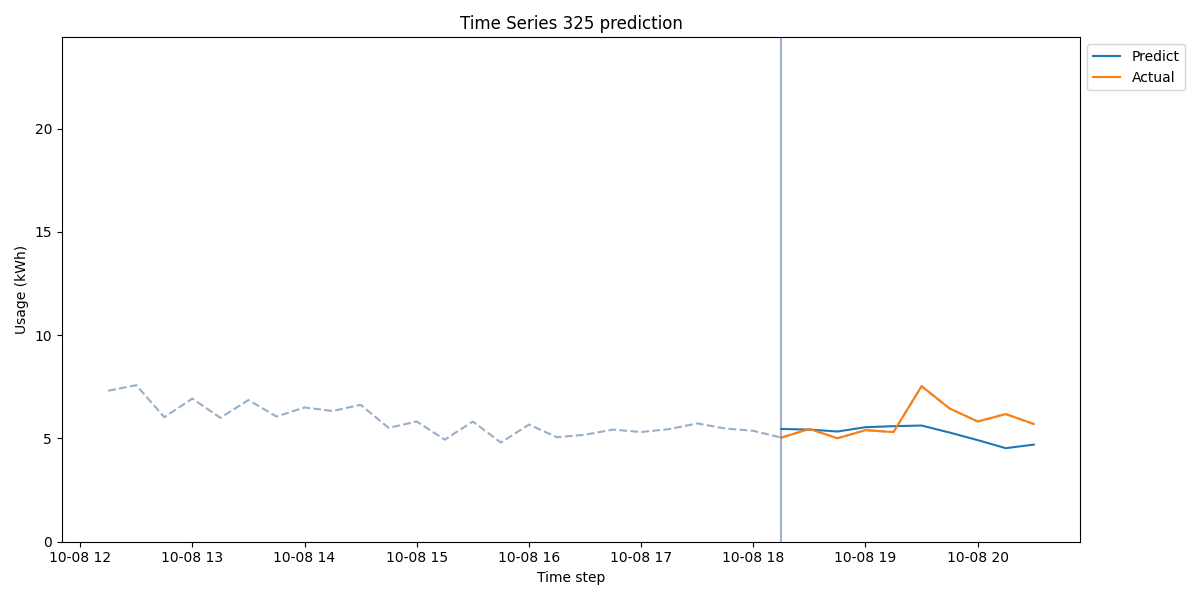 Time Series 325 prediction
Predict
Actual
Usage (kWh)
20
15
10
5
0
10-08 12 10-08 13 10-08 14 10-08 15 10-08 16 10-08 17 10-08 18 10-08 19 10-08 20
Time step